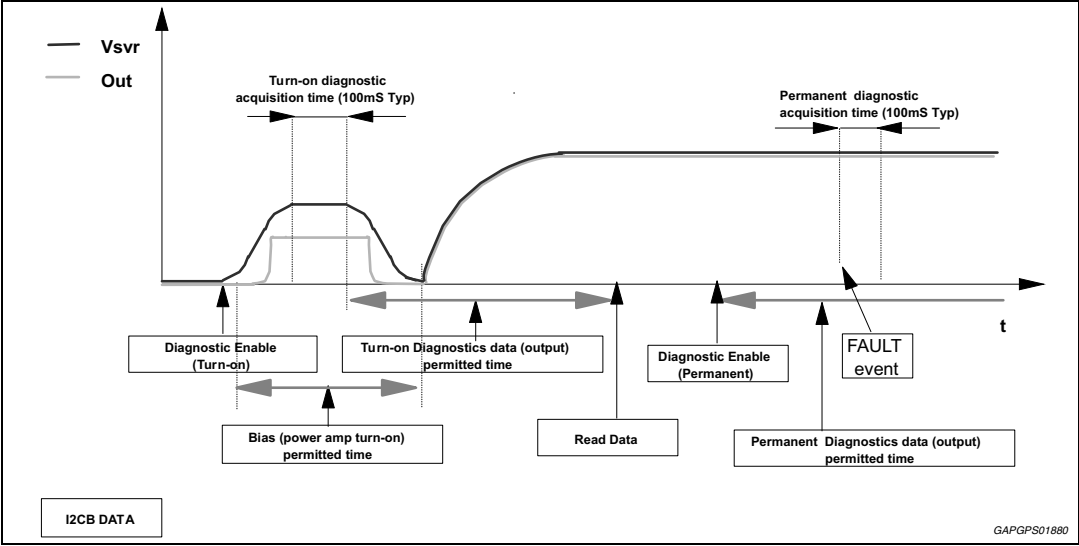 Vsvr
Out
Turn-on diagnostic
acquisition time (100mS Typ)
Permanent diagnostic
acquisition time (100mS Typ)
t
Diagnostic Enable
(Turn-on)
Turn-on Diagnostics data (output)
permitted time
Diagnostic Enable
(Permanent)
FAULT
event
Bias (power amp turn-on)
permitted time
Read Data
Permanent Diagnostics data (output)
permitted time
I2CB DATA
GAPGPS01880